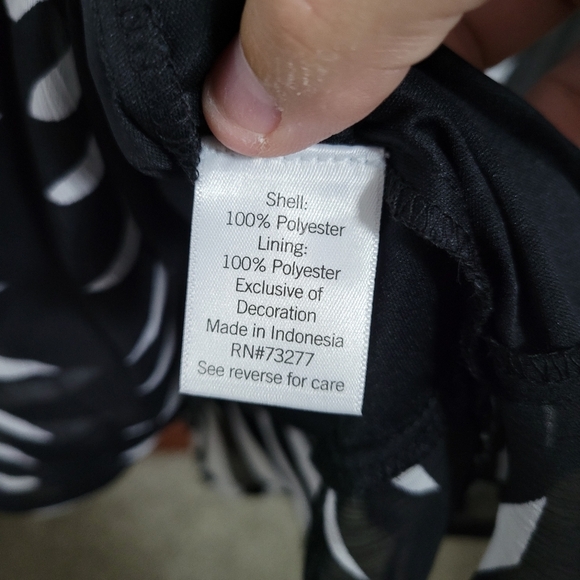 Shell:
100% Polyester
Lining:
100% Polyester
Exclusive of
Decoration
Made in Indonesia
RN#73277
See reverse for care